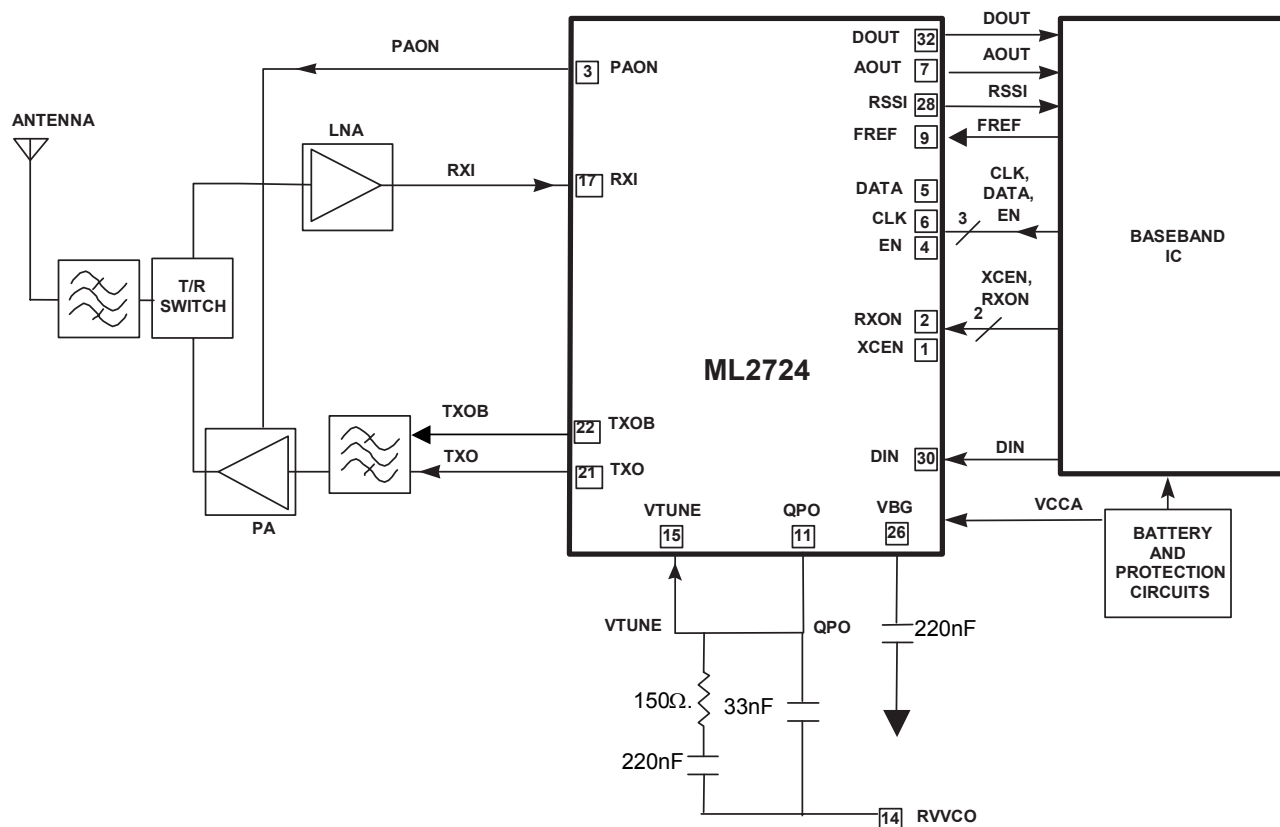 PAON
3 PAON
ANTENNA
LNA
RXI
17 RXI
T/R
SWITCH
TXOB
22 TXOB
TXO
21 TXO
PA
ML2724
DOUT 32
DOUT
AOUT 7
AOUT
RSSI 28
RSSI
FREF 9
FREF
DATA 5
CLK 6
EN 4
CLK,
DATA,
EN
3
RXON 2
XCEN 1
XCEN,
RXON
2
DIN 30
DIN
BASEBAND
IC
VCCA
BATTERY
AND
PROTECTION
CIRCUITS
VTUNE
15
QPO
11
VBG
26
VTUNE
QPO
220nF
150Ω.
33nF
220nF
14 RVVCO